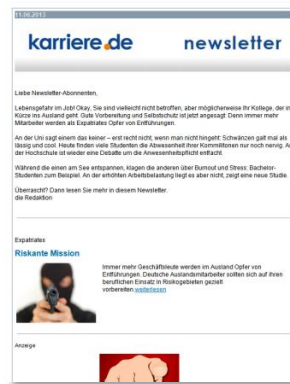 11.06.2013
karriere.de newsletter
Liebe Newsletter-Abonnenten,
Lebensgefahr im Job! Okay, Sie sind vielleicht nicht betroffen, aber möglicherweise Ihr Kollege, der in
Kürze ins Ausland geht. Gute Vorbereitung und Selbstschutz ist jetzt angesagt: Denn immer mehr
Mitarbeiter werden als Expatriates Opfer von Entführungen.
An der Uni sagt einem das keiner – erst recht nicht, wenn man nicht hingeht: Schwänzen galt mal als
lässig und cool. Heute finden viele Studenten die Abwesenheit ihrer Kommilitonen nur noch nervig. An
der Hochschule ist wieder eine Debatte um die Anwesenheitspflicht entfacht.
Während die einen am See entspannen, klagen die anderen über Burnout und Stress: Bachelor-
Studenten zum Beispiel. An der erhöhten Arbeitsbelastung liegt es aber nicht, zeigt eine neue Studie.
Überrascht? Dann lesen Sie mehr in diesem Newsletter.
die Redaktion
Expatriates
Riskante Mission
Immer mehr Geschäftsleute werden im Ausland Opfer von
Entführungen. Deutsche Auslandsmitarbeiter sollten sich auf ihren
beruflichen Einsatz in Risikogebieten gezielt
vorbereiten.weiterlesen
Anzeige